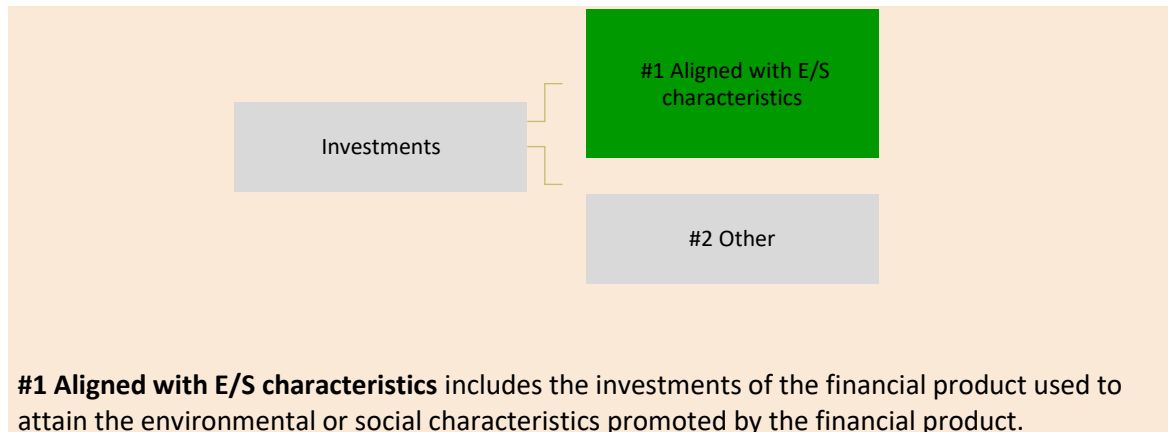 #1 Aligned with E/S
characteristics
Investments
#2 Other
#1 Aligned with E/S characteristics includes the investments of the financial product used to
attain the environmental or social characteristics promoted by the financial product.